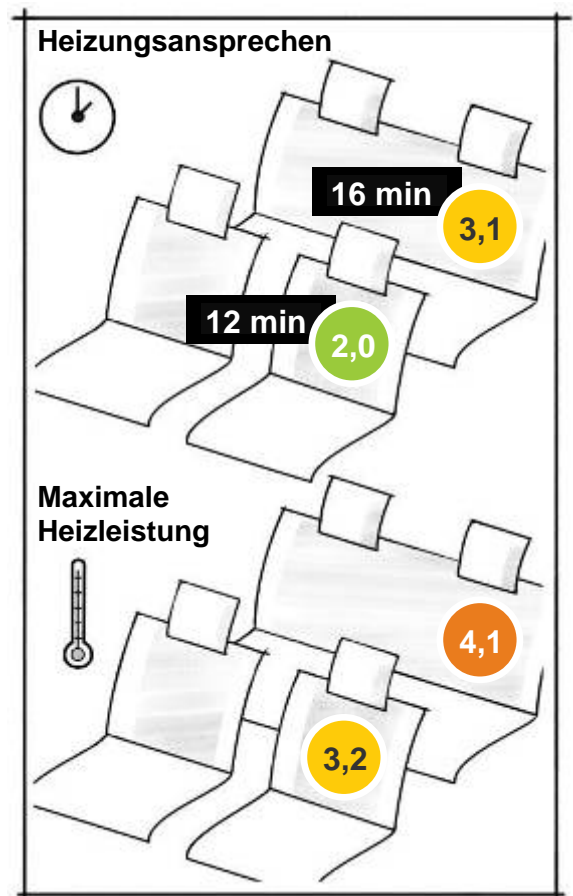 Heizungsansprechen
16 min
3,1
12 min
2,0
Maximale
Heizleistung
4,1
3,2